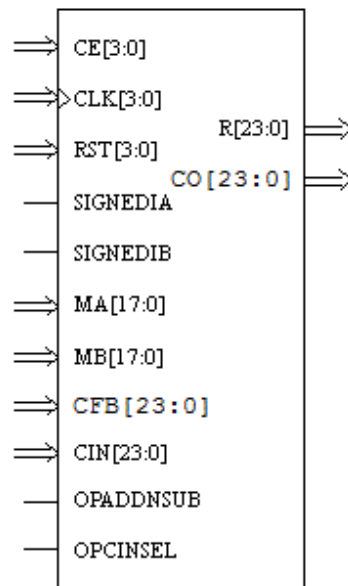 CE[3:0]
CLK[3:0]
R[23:0]
RST[3:0]
CO[23:0]
SIGNEDIA
SIGNEDIB
MA[17:0]
MB[17:0]
CFB[23:0]
CIN[23:0]
OPADDNSUB
OPCINSEL